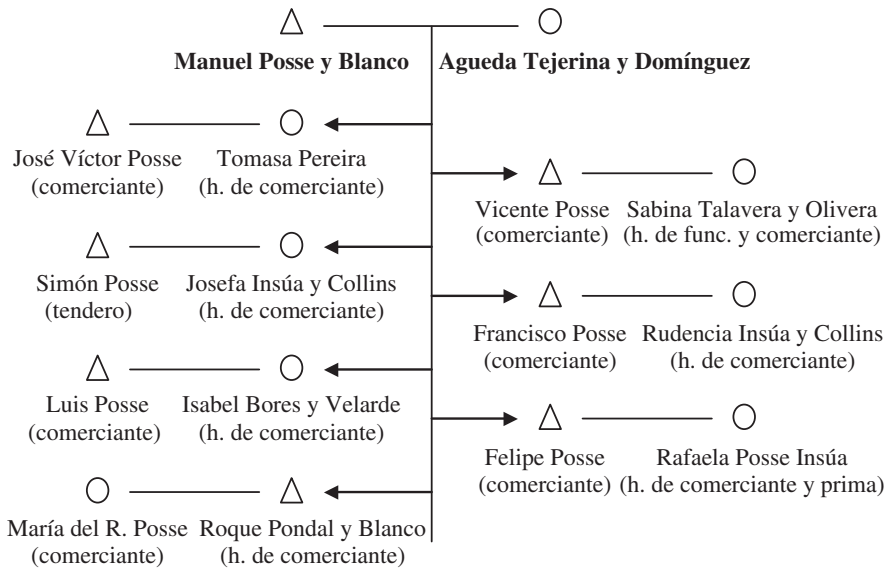 Manuel Posse y Blanco
Agueda Tejerina y Domínguez
José Víctor Posse
(comerciante)
Tomasa Pereira
(h. de comerciante)
Vicente Posse
(comerciante)
Sabina Talavera y Olivera
(h. de func. y comerciante)
Simón Posse
(tendero)
Josefa Insúa y Collins
(h. de comerciante)
Francisco Posse
(comerciante)
Rudencia Insúa y Collins
(h. de comerciante)
Luis Posse
(comerciante)
Isabel Bores y Velarde
(h. de comerciante)
Felipe Posse
(comerciante)
Rafaela Posse Insúa
(h. de comerciante y prima)
María del R. Posse
(comerciante)
Roque Pondal y Blanco
(h. de comerciante)